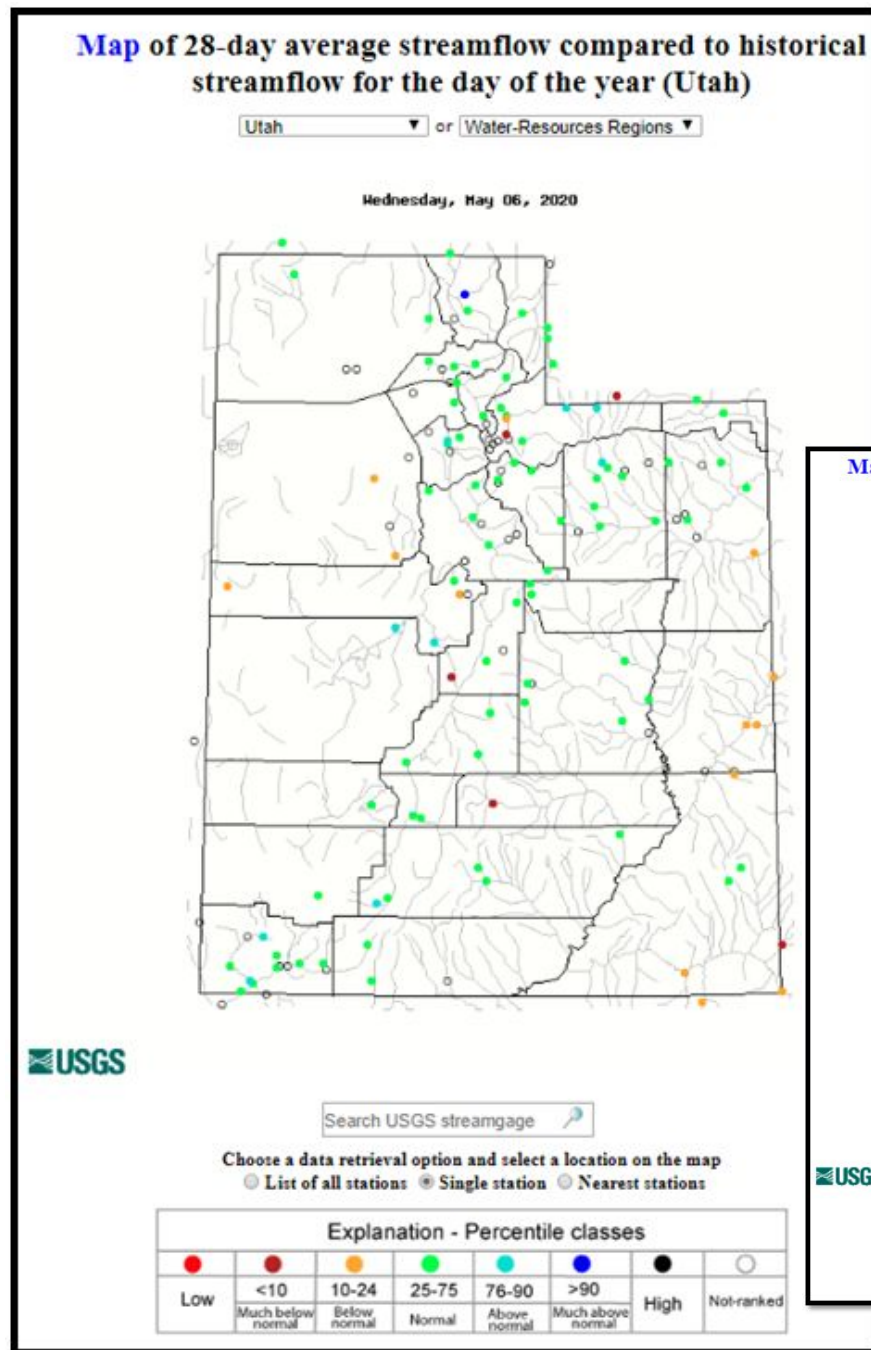 Map of 28-day average streamflow compared to historical
streamflow for the day of the year (Utah)
Utah or Water-Resources Regions
Wednesday, May 06, 2020
Ma
USGS
Search USGS streamgage
Choose a data retrieval option and select a location on the map
List of all stations Single station Nearest stations
USG
Explanation - Percentile classes
Low <10 10-24 25-75 76-90 >90 High Not-ranked
Much below normal Below normal Normal Above normal Much above normal